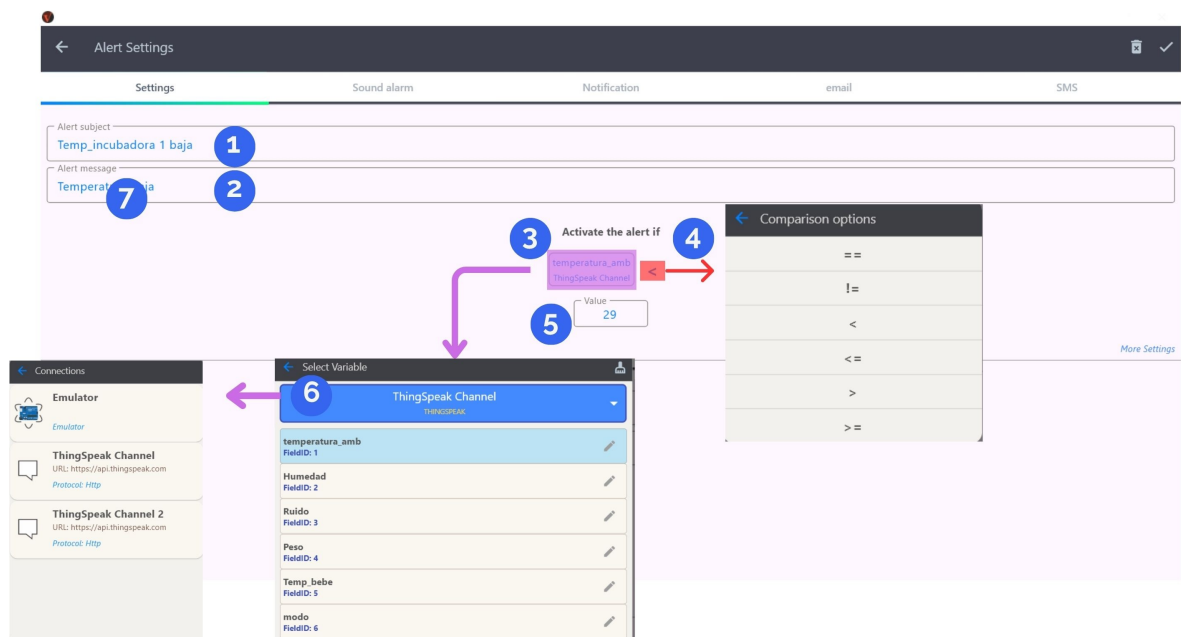 Alert Settings
Settings
Sound alarm
Notification
email
SMS
Alert subject
Temp_incubadora 1 baja
1
Alert message
2
7
3
Activate the alert if
4
temperatura_amb
ThingSpeak Channel
<
Value
29
5
More Settings
Comparison options
==
!=
<
<=
>
>=
Connections
Emulator
Emulator
ThingSpeak Channel
URL: https://api.thingspeak.com
Protocol: Http
ThingSpeak Channel 2
URL: https://api.thingspeak.com
Protocol: Http
Select Variable
6
ThingSpeak Channel
THINGSPEAK
temperatura_amb
FieldID: 1
Humedad
FieldID: 2
Ruido
FieldID: 3
Peso
FieldID: 4
Temp_bebe
FieldID: 5
modo
FieldID: 6